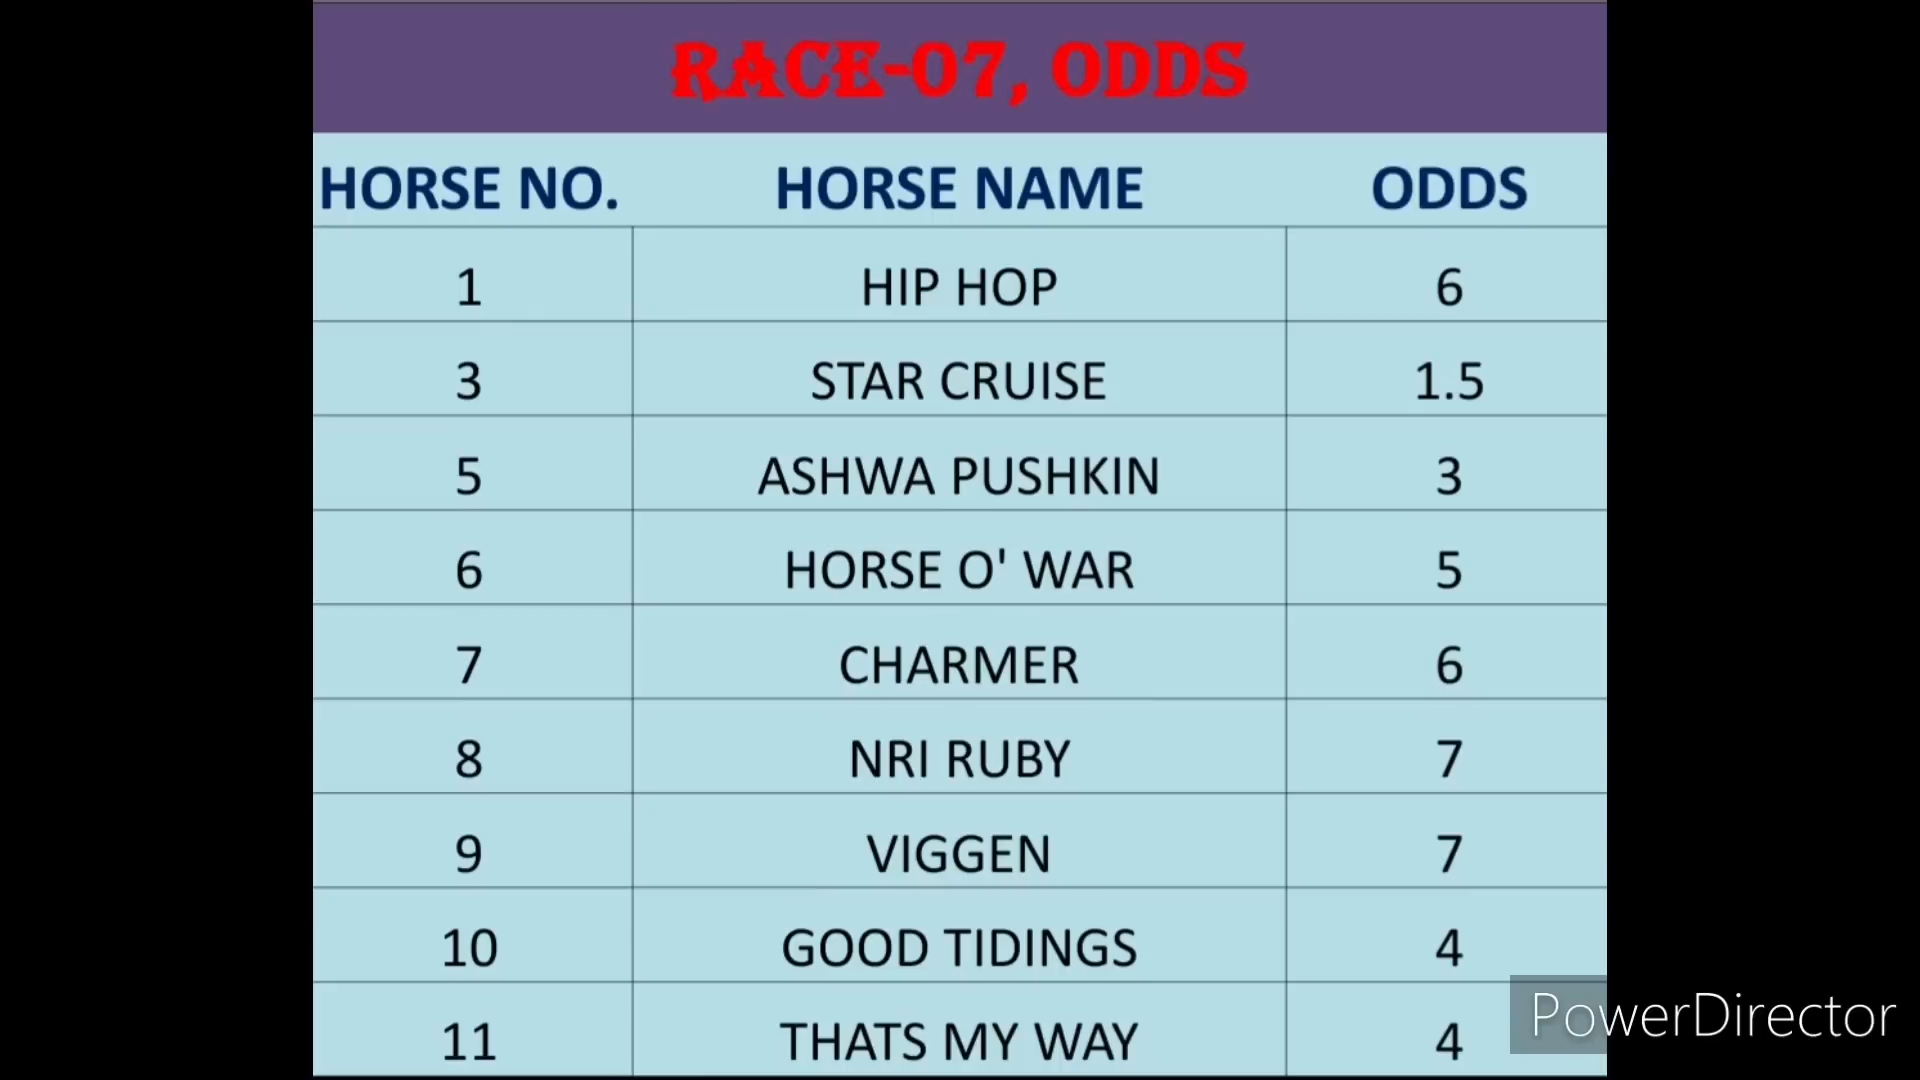 RACE-07, ODDS
HORSE NO. HORSE NAME ODDS
1 HIP HOP 6
3 STAR CRUISE 1.5
5 ASHWA PUSHKIN 3
6 HORSE O' WAR 5
7 CHARMER 6
8 NRI RUBY 7
9 VIGGEN 7
10 GOOD TIDINGS 4
11 THATS MY WAY 4
PowerDirector